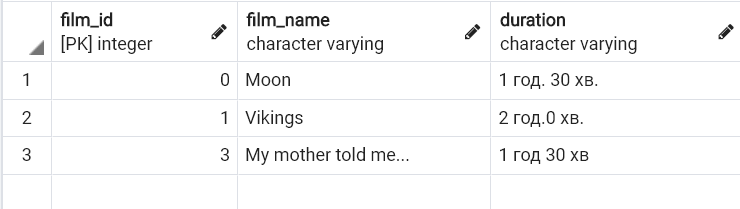 film_id film_name duration
[PK] integer character varying character varying
1 0 Moon 1 год. 30 хв.
2 1 Vikings 2 год.0 хв.
3 3 My mother told me... 1 год 30 хв